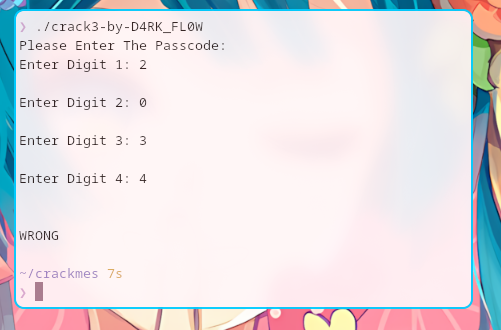 ❯ ./crack3-by-D4RK_FL0W
Please Enter The Passcode:
Enter Digit 1: 2
Enter Digit 2: 0
Enter Digit 3: 3
Enter Digit 4: 4
WRONG
~/crackmes 7s
❯